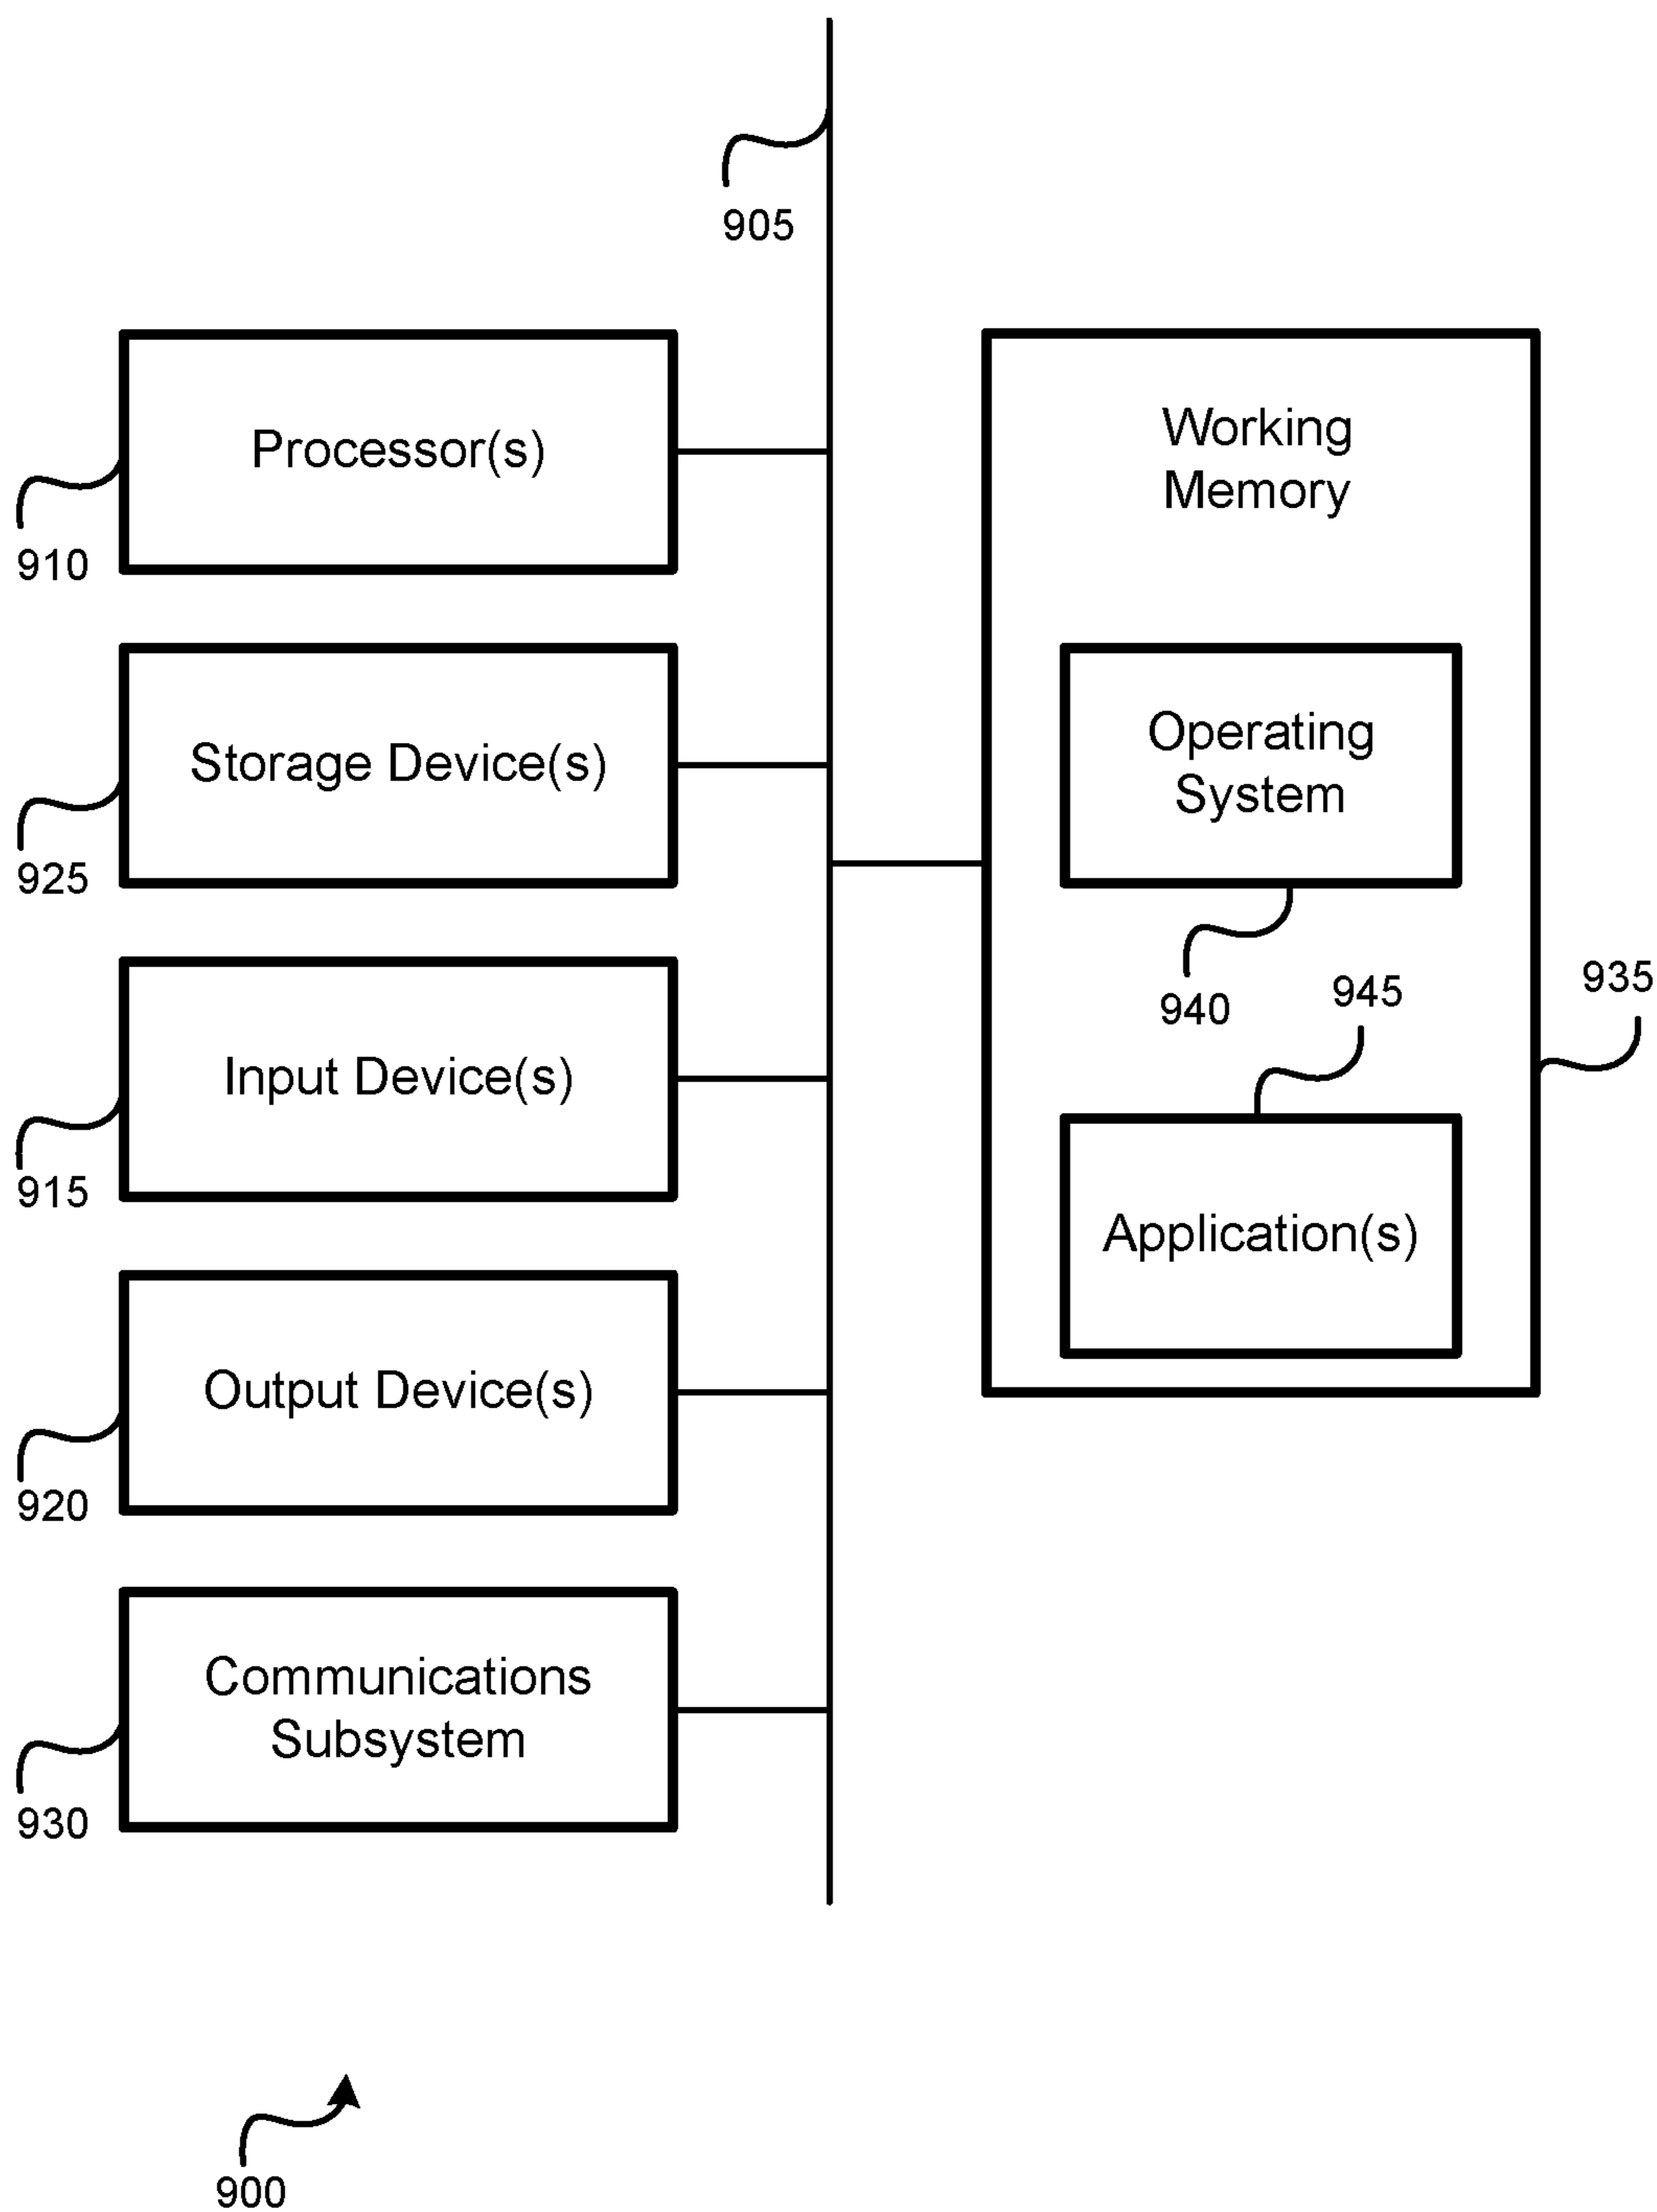 905
Processor(s)
910
Storage Device(s)
925
Input Device(s)
915
Output Device(s)
920
Communications
Subsystem
930
Working
Memory
Operating
System
940
945
935
Application(s)
900